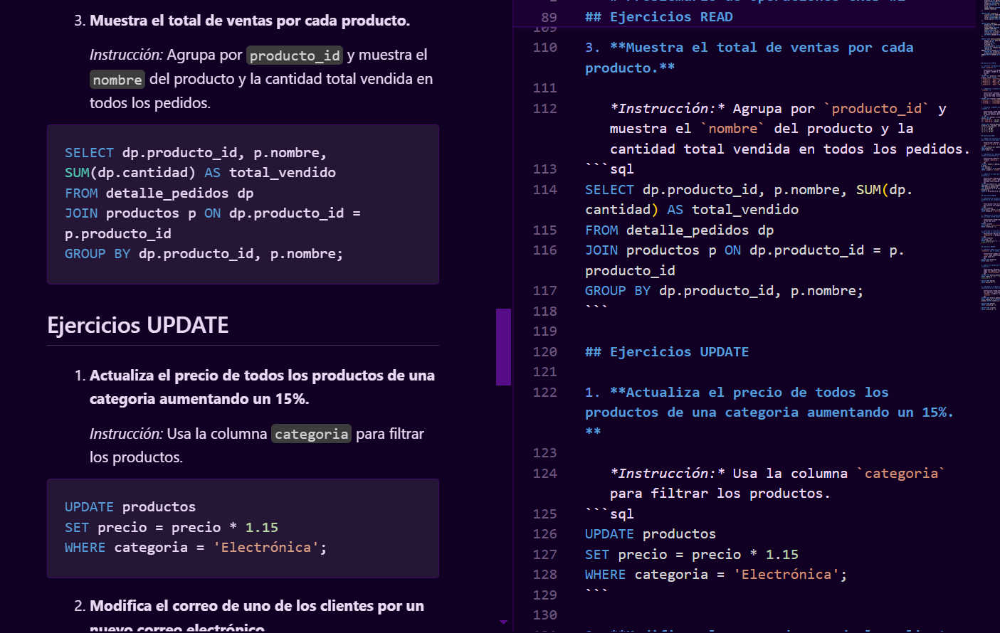 3. Muestra el total de ventas por cada producto.
Instrucción: Agrupa por producto_id y muestra el
nombre del producto y la cantidad total vendida en
todos los pedidos.
SELECT dp.producto_id, p.nombre,
SUM(dp.cantidad) AS total_vendido
FROM detalle_pedidos dp
JOIN productos p ON dp.producto_id =
p.producto_id
GROUP BY dp.producto_id, p.nombre;
Ejercicios UPDATE
1. Actualiza el precio de todos los productos de una
categoria aumentando un 15%.
Instrucción: Usa la columna categoria para filtrar
los productos.
UPDATE productos
SET precio = precio * 1.15
WHERE categoria = 'Electrónica';
2. Modifica el correo de uno de los clientes por un
nuevo correo electrónico
89 ## Ejercicios READ
109
110 3. **Muestra el total de ventas por cada
producto.**
111
112 *Instrucción:* Agrupa por `producto_id` y
muestra el `nombre` del producto y la
cantidad total vendida en todos los pedidos.
113 ```sql
114 SELECT dp.producto_id, p.nombre, SUM(dp.
cantidad) AS total_vendido
115 FROM detalle_pedidos dp
116 JOIN productos p ON dp.producto_id = p.
producto_id
117 GROUP BY dp.producto_id, p.nombre;
118 ```
119
120 ## Ejercicios UPDATE
121
122 1. **Actualiza el precio de todos los
productos de una categoria aumentando un 15%.
**
123
124 *Instrucción:* Usa la columna `categoria`
para filtrar los productos.
125 ```sql
126 UPDATE productos
127 SET precio = precio * 1.15
128 WHERE categoria = 'Electrónica';
129 ```
130